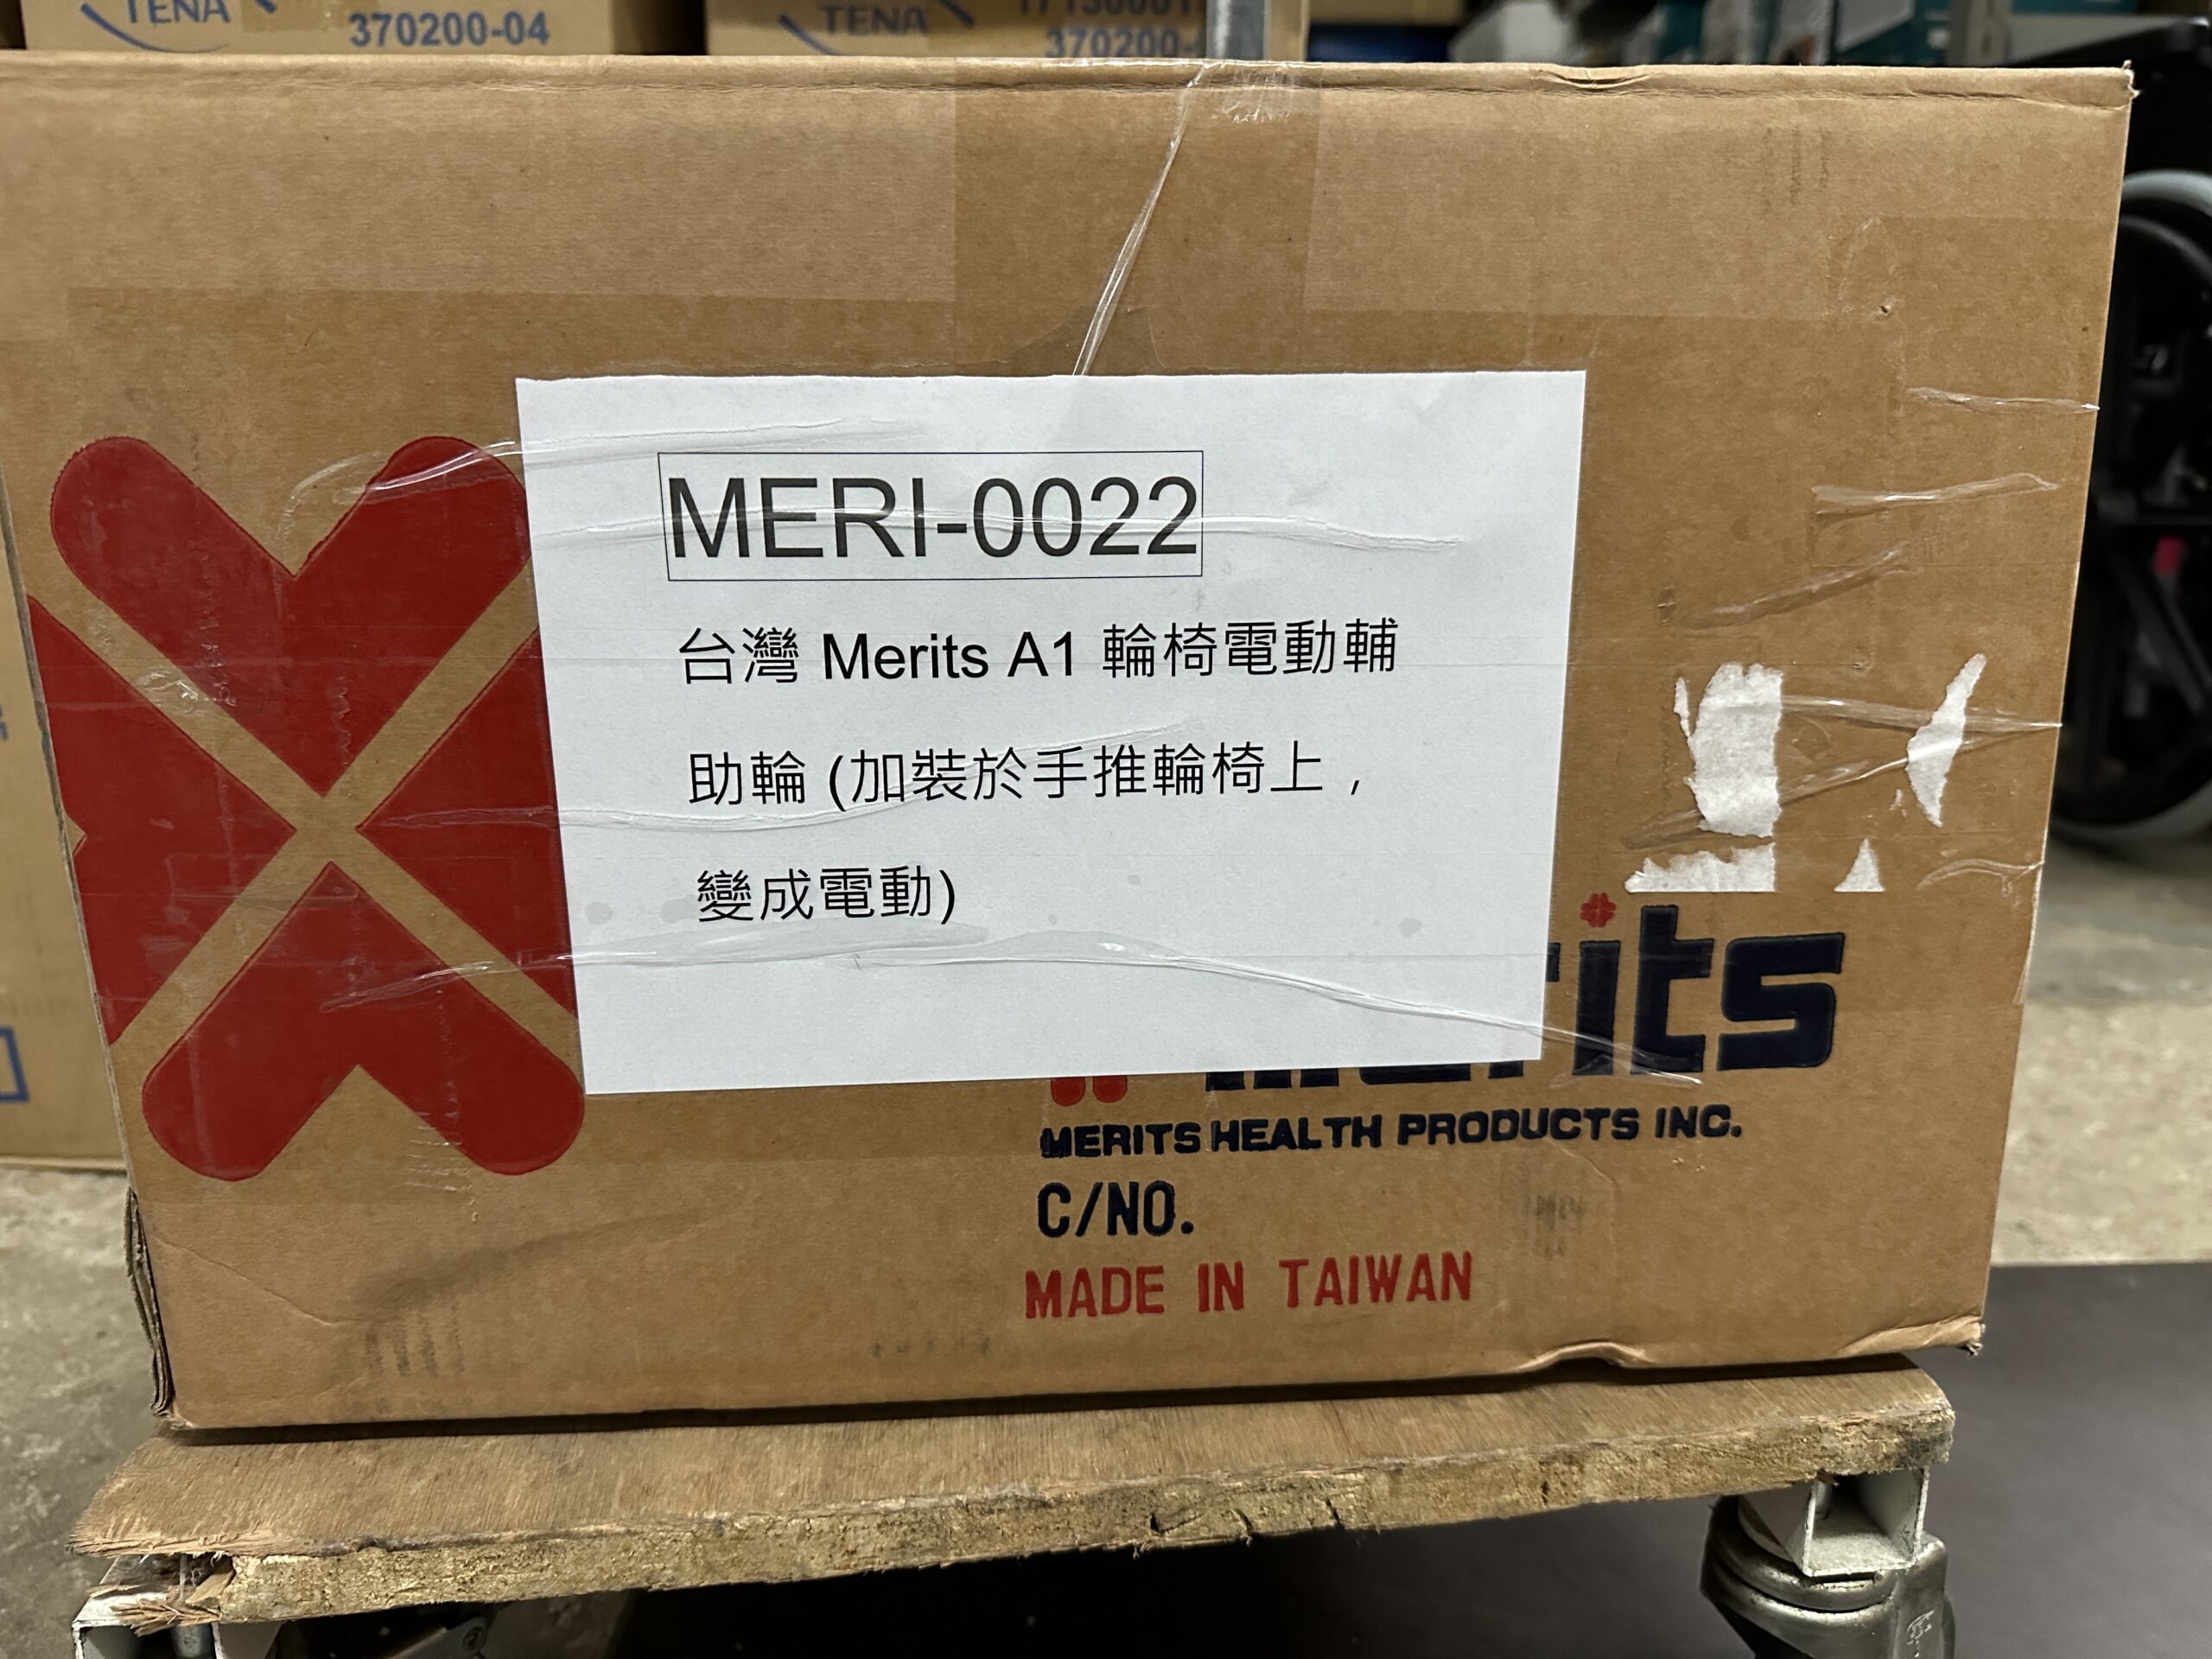 TENA
370200-04
TENA
370200-
MERI-0022
台灣 Merits A1 輪椅電動輔
助輪 (加裝於手推輪椅上，
變成電動)
MERITS HEALTH PRODUCTS INC.
C/NO.
MADE IN TAIWAN